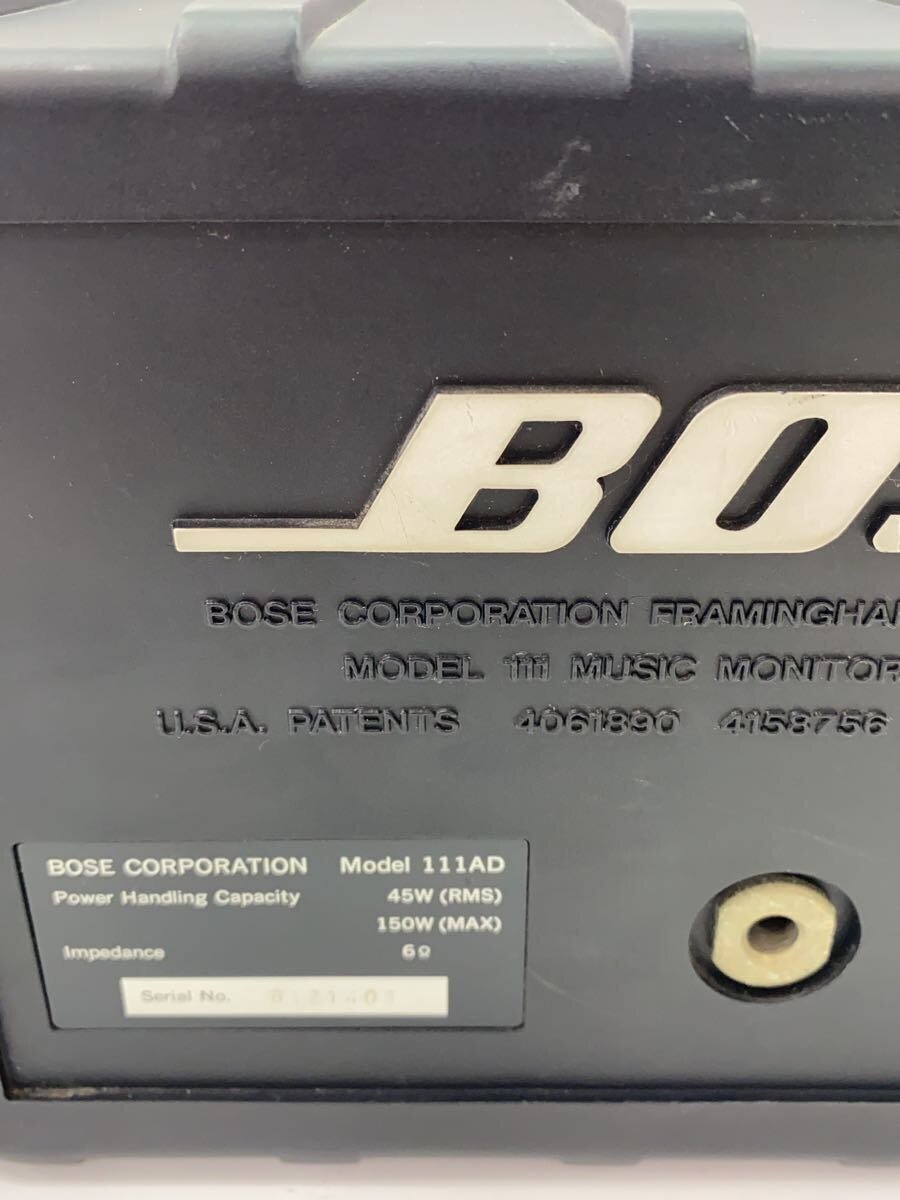 BOS
BOSE CORPORATION FRAMINGHA
MODEL 111 MUSIC MONITOR
U.S.A. PATENTS 4061890 4158756
BOSE CORPORATION Model 111AD
Power Handling Capacity 45W (RMS)
150W (MAX)
Impedance 6Ω
Serial No.